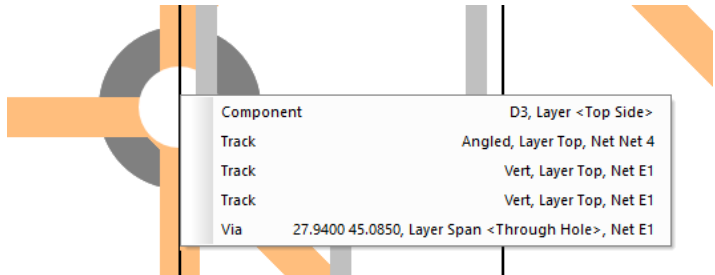 Component D3, Layer <Top Side>
Track Angled, Layer Top, Net Net 4
Track Vert, Layer Top, Net E1
Track Vert, Layer Top, Net E1
Via 27.9400 45.0850, Layer Span <Through Hole>, Net E1